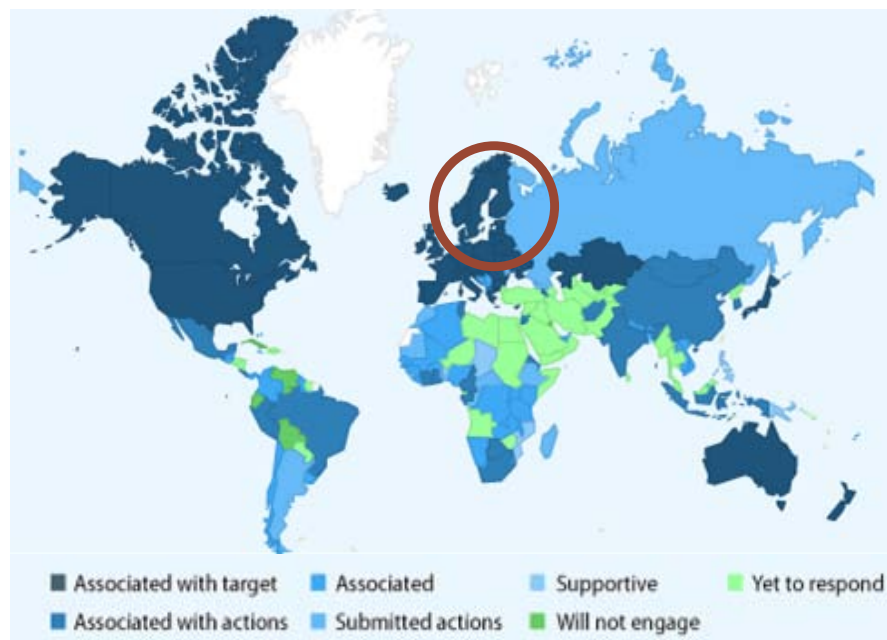 Associated with target Associated Supportive Yet to respond
Associated with actions Submitted actions Will not engage